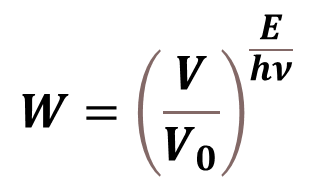 W = (V/V₀)^(E/hν)